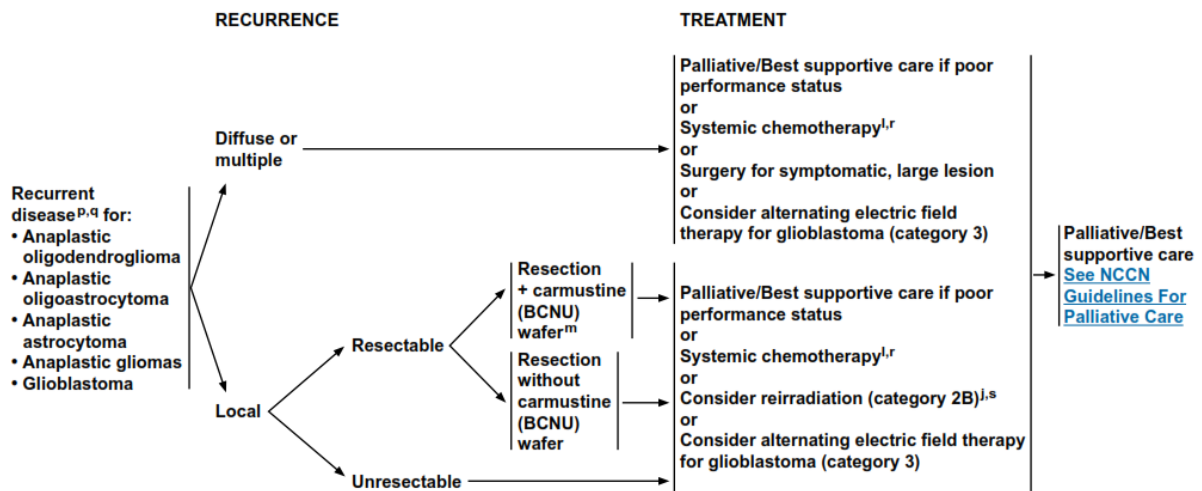 RECURRENCE
TREATMENT
Recurrent
disease^p,q for:
• Anaplastic
oligodendroglioma
• Anaplastic
oligoastrocytoma
• Anaplastic
astrocytoma
• Anaplastic gliomas
• Glioblastoma
Diffuse or
multiple
Local
Resectable
Unresectable
Resection
+ carmustine
(BCNU)
wafer^m
Resection
without
carmustine
(BCNU)
wafer
Palliative/Best supportive care if poor
performance status
or
Systemic chemotherapy^l,r
or
Surgery for symptomatic, large lesion
or
Consider alternating electric field
therapy for glioblastoma (category 3)
Palliative/Best supportive care if poor
performance status
or
Systemic chemotherapy^l,r
or
Consider reirradiation (category 2B)^j,s
or
Consider alternating electric field therapy
for glioblastoma (category 3)
Palliative/Best
supportive care
See NCCN
Guidelines For
Palliative Care